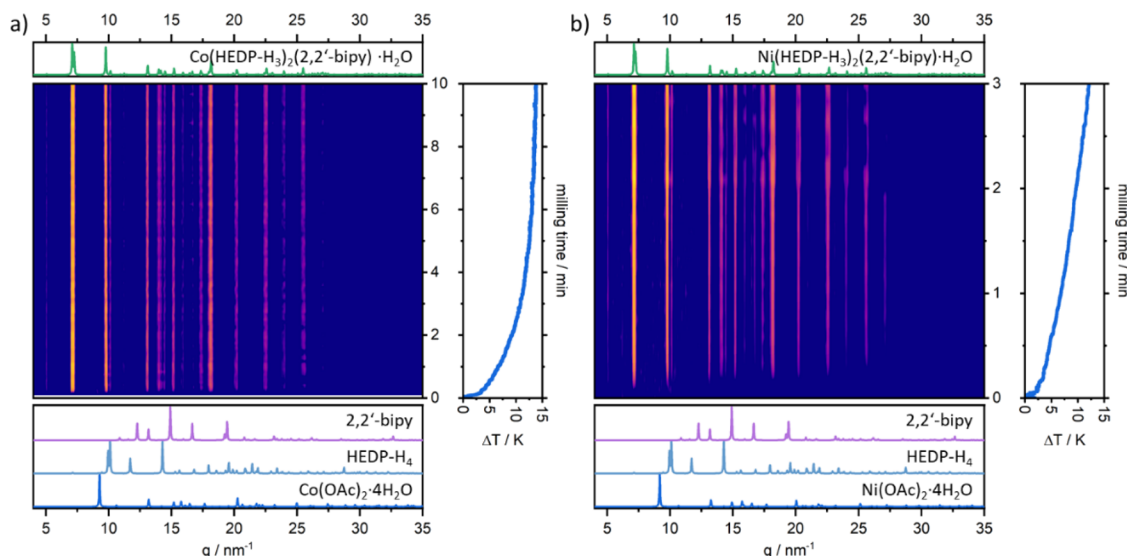 a)
5 10 15 20 25 30 35
Co(HEDP-H₃)₂(2,2‘-bipy) ·H₂O
10
8
6
4
2
0
milling time / min
0 5 10 15
ΔT / K
2,2‘-bipy
HEDP-H₄
Co(OAc)₂·4H₂O
5 10 15 20 25 30 35
q / nm⁻¹
b)
5 10 15 20 25 30 35
Ni(HEDP-H₃)₂(2,2‘-bipy)·H₂O
3
2
1
0
milling time / min
0 5 10 15
ΔT / K
2,2‘-bipy
HEDP-H₄
Ni(OAc)₂·4H₂O
5 10 15 20 25 30 35
q / nm⁻¹